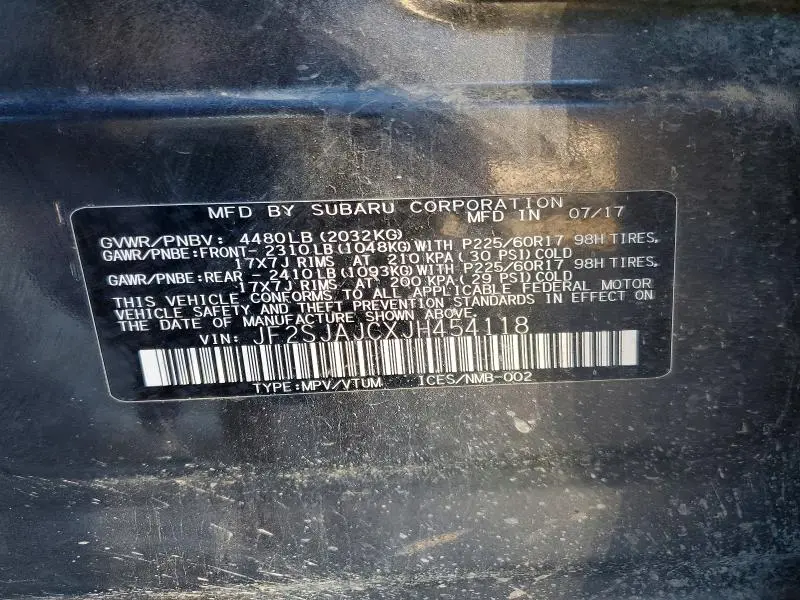 MFD BY SUBARU CORPORATION
MFD IN 07/17
GVWR/PNBV: 4480LB(2032KG)
GAWR/PNBE:FRONT- 2310LB(1048KG)WITH P225/60R17 98H TIRES,
17X7J RIMS, AT 210 KPA(30 PSI)COLD
GAWR/PNBE:REAR - 2410LB(1093KG)WITH P225/60R17 98H TIRES,
17X7J RIMS, AT, 200 KPA(29 PSI)COLD
THIS VEHICLE CONFORMS TO ALL APPLICABLE FEDERAL MOTOR
VEHICLE SAFETY AND THEFT PREVENTION STANDARDS IN EFFECT ON
THE DATE OF MANUFACTURE SHOWN ABOVE.
VIN: JF2SJAJCXJH454118
TYPE:MPV/VTUM ICES/NMB-002